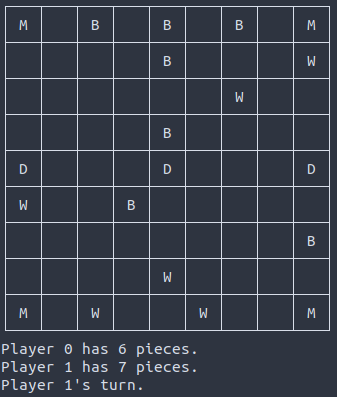 M B B B M
B W
W
B
D D D
W B
B
W
M W W M
Player 0 has 6 pieces.
Player 1 has 7 pieces.
Player 1's turn.